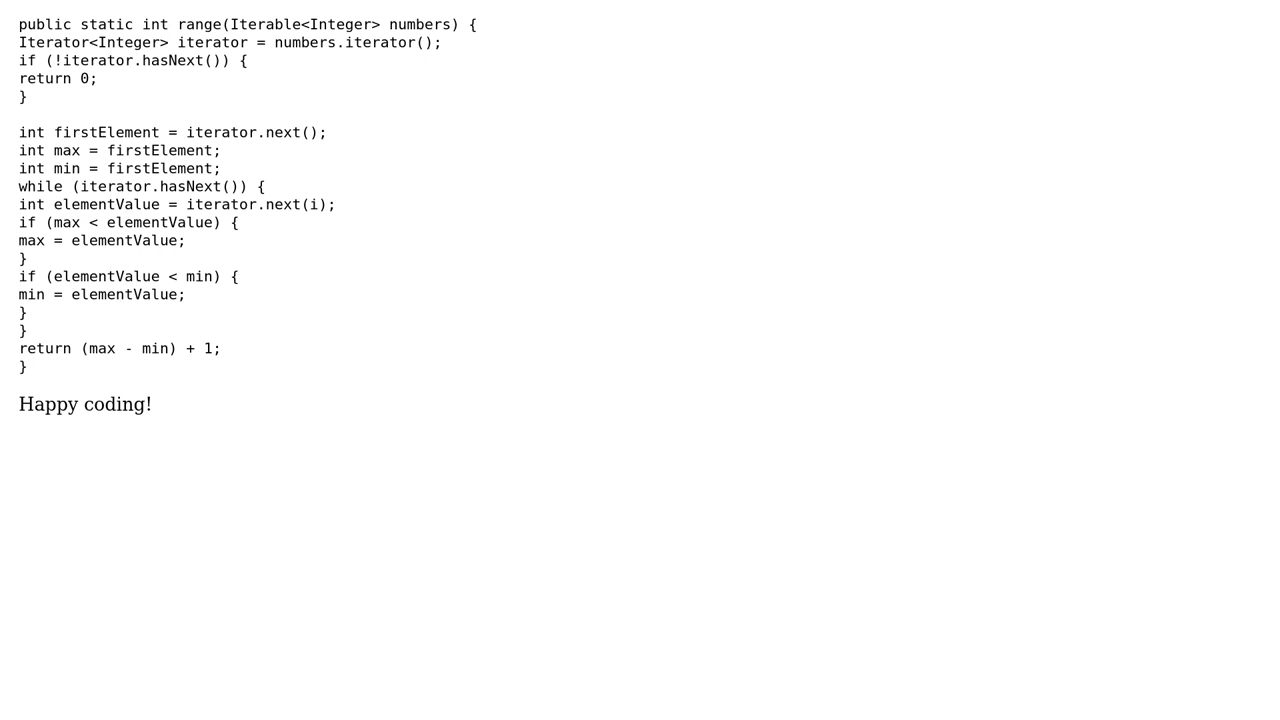 public static int range(Iterable<Integer> numbers) {
Iterator<Integer> iterator = numbers.iterator();
if (!iterator.hasNext()) {
return 0;
}

int firstElement = iterator.next();
int max = firstElement;
int min = firstElement;
while (iterator.hasNext()) {
int elementValue = iterator.next(i);
if (max < elementValue) {
max = elementValue;
}
if (elementValue < min) {
min = elementValue;
}
}
return (max - min) + 1;
}

Happy coding!